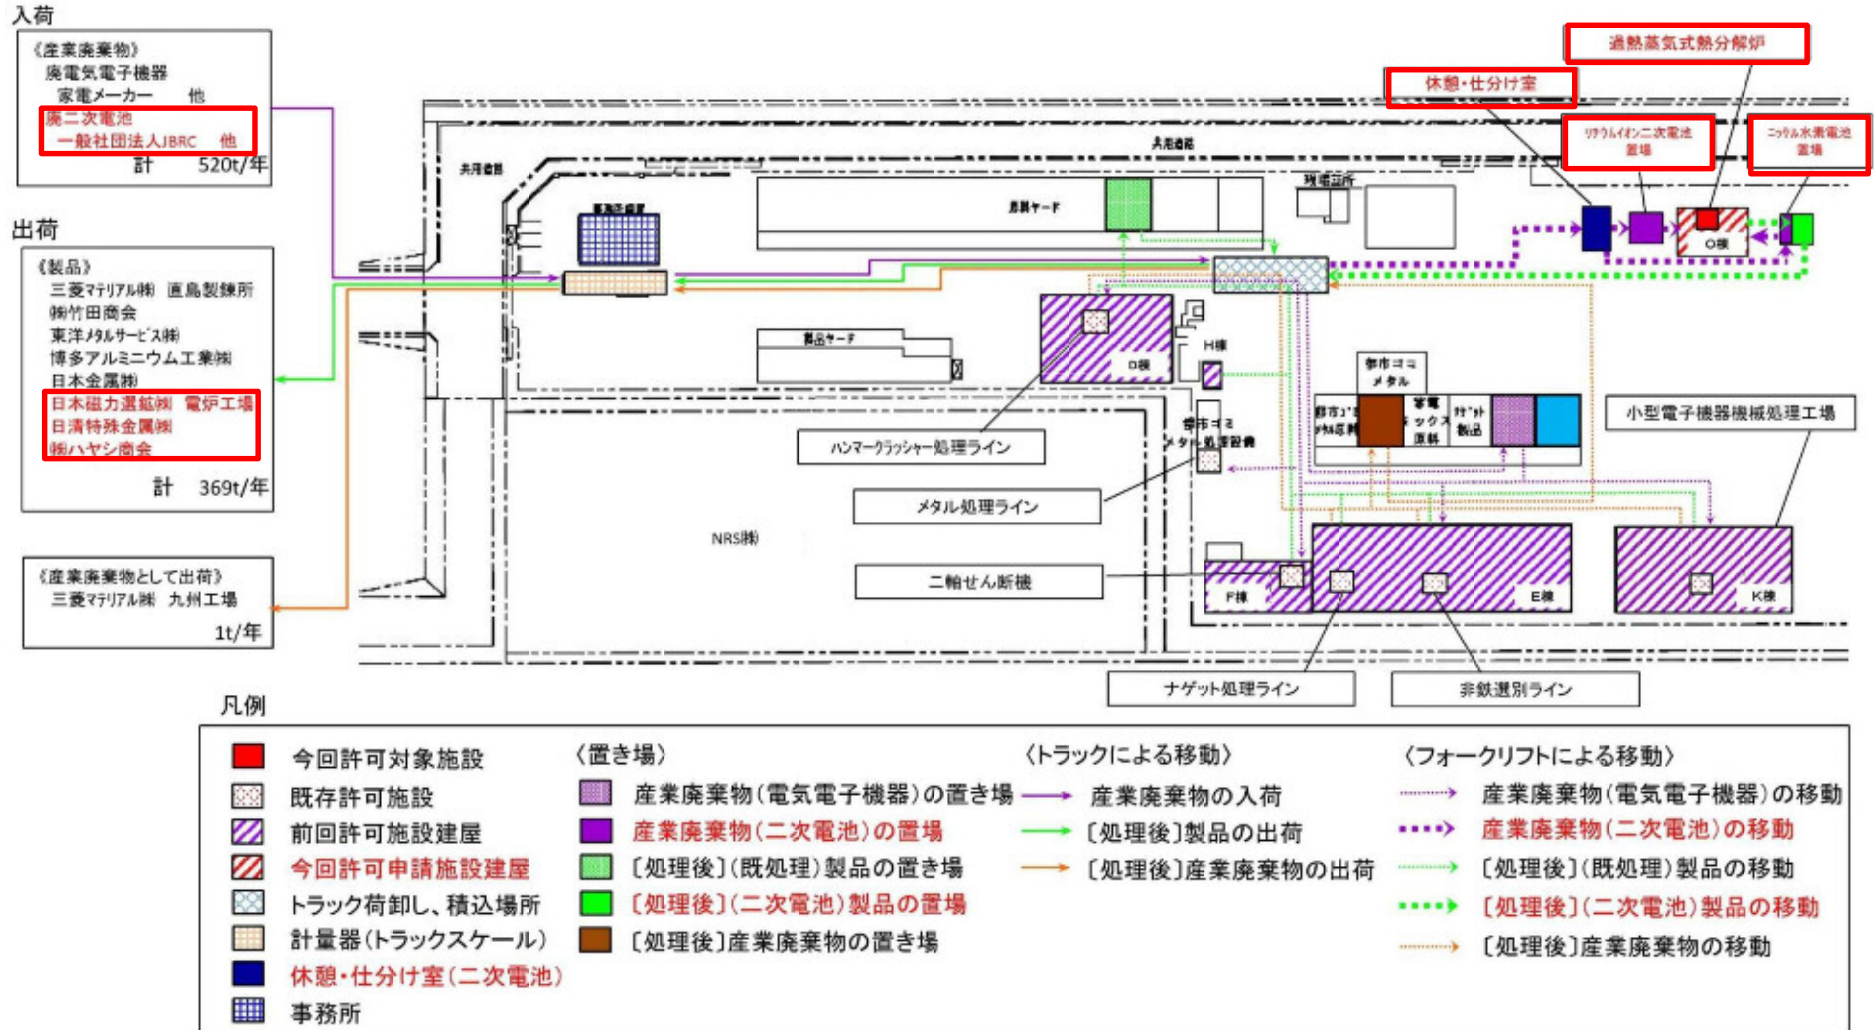 入荷
《産業廃棄物》
廃電気電子機器
家電メーカー 他
廃二次電池
一般社団法人JBRC 他
計 520t/年
出荷
《製品》
三菱マテリアル㈱ 直島製錬所
㈱竹田商会
東洋メタルサービス㈱
博多アルミニウム工業㈱
日本金属㈱
日本磁力選鉱㈱ 電炉工場
日清特殊金属㈱
㈱ハヤシ商会
計 369t/年
《産業廃棄物として出荷》
三菱マテリアル㈱ 九州工場
1t/年
過熱蒸気式熱分解炉
休憩・仕分け室
リチウムイオン二次電池
置場
ニッケル水素電池
置場
共用道路
共用道路
原料ヤード
O棟
製品ヤード
D棟
H棟
都市ゴミ
メタル処理設備
都市ゴミ
メタル
ナゲット
製品
小型電子機器機械処理工場
ハンマークラッシャー処理ライン
メタル処理ライン
NRS㈱
二軸せん断機
F棟
E棟
K棟
ナゲット処理ライン
非鉄選別ライン
凡例
今回許可対象施設
既存許可施設
前回許可施設建屋
今回許可申請施設建屋
トラック荷卸し、積込場所
計量器(トラックスケール)
休憩・仕分け室(二次電池)
事務所
〈置き場〉
産業廃棄物(電気電子機器)の置き場
産業廃棄物(二次電池)の置場
〔処理後〕(既処理)製品の置き場
〔処理後〕(二次電池)製品の置場
〔処理後〕産業廃棄物の置き場
〈トラックによる移動〉
産業廃棄物の入荷
〔処理後〕製品の出荷
〔処理後〕産業廃棄物の出荷
〈フォークリフトによる移動〉
産業廃棄物(電気電子機器)の移動
産業廃棄物(二次電池)の移動
〔処理後〕(既処理)製品の移動
〔処理後〕(二次電池)製品の移動
〔処理後〕産業廃棄物の移動